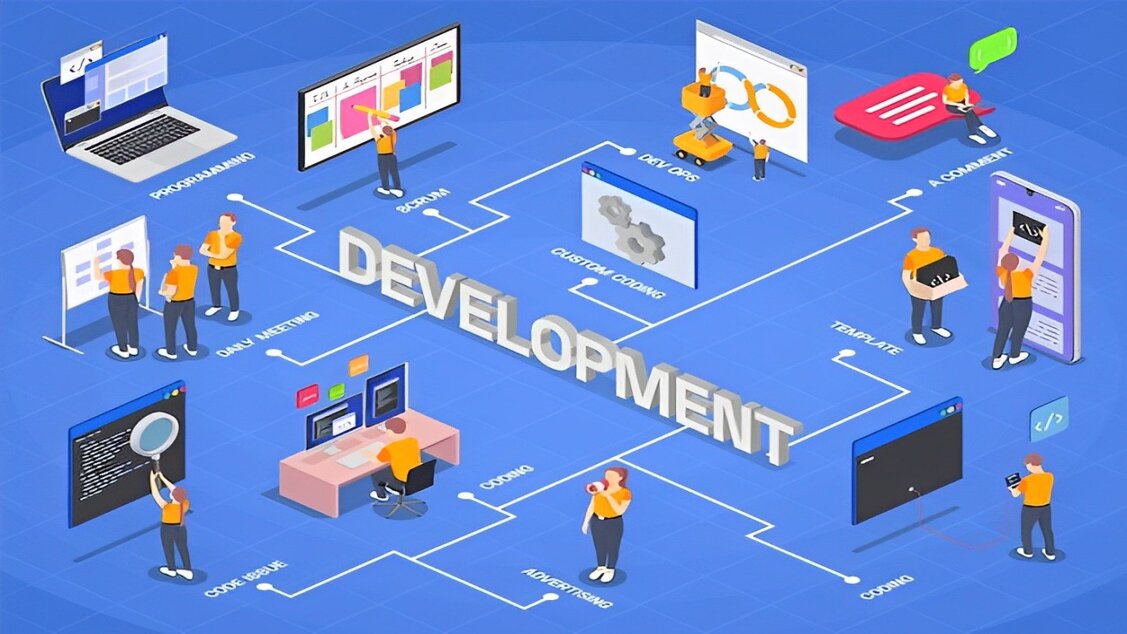 PROGRAMMING
SCRUM
DEV OPS
A COMMENT
CUSTOM CODING
DEVELOPMENT
DAILY MEETING
TEMPLATE
CODING
CODE ISSUE
ADVERTISING
CODING